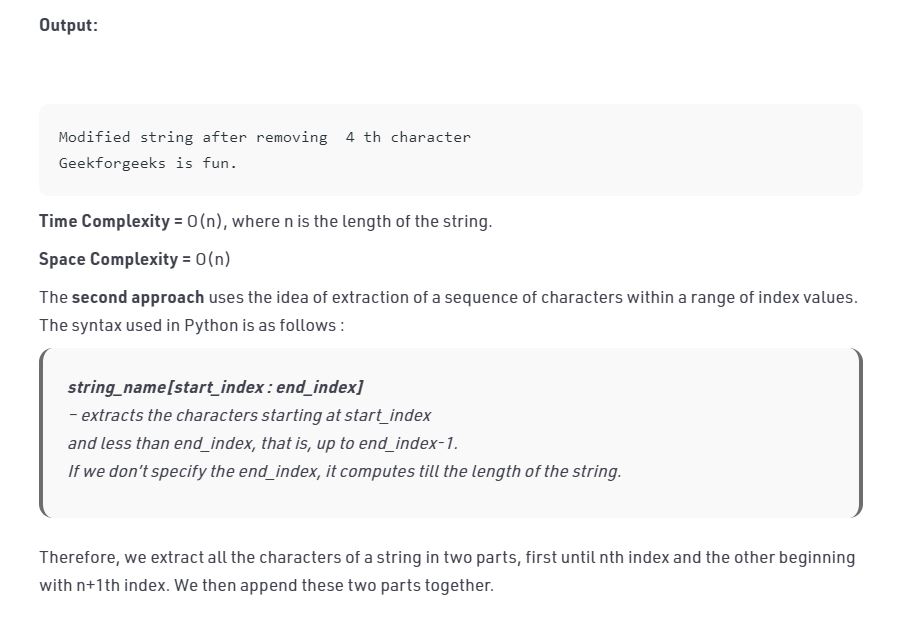 Output:
Modified string after removing  4 th character
Geekforgeeks is fun.
Time Complexity = O(n), where n is the length of the string.
Space Complexity = O(n)
The second approach uses the idea of extraction of a sequence of characters within a range of index values.
The syntax used in Python is as follows :
string_name[start_index : end_index]
– extracts the characters starting at start_index
and less than end_index, that is, up to end_index-1.
If we don't specify the end_index, it computes till the length of the string.
Therefore, we extract all the characters of a string in two parts, first until nth index and the other beginning
with n+1th index. We then append these two parts together.